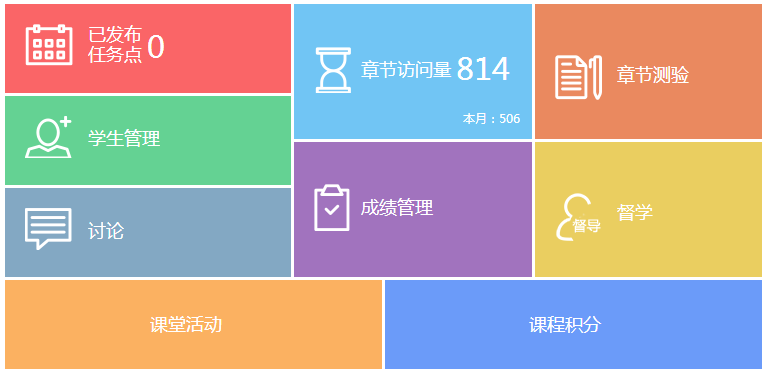 已发布
任务点 0
章节访问量 814
本月：506
章节测验
学生管理
讨论
成绩管理
督导
督学
课堂活动
课程积分